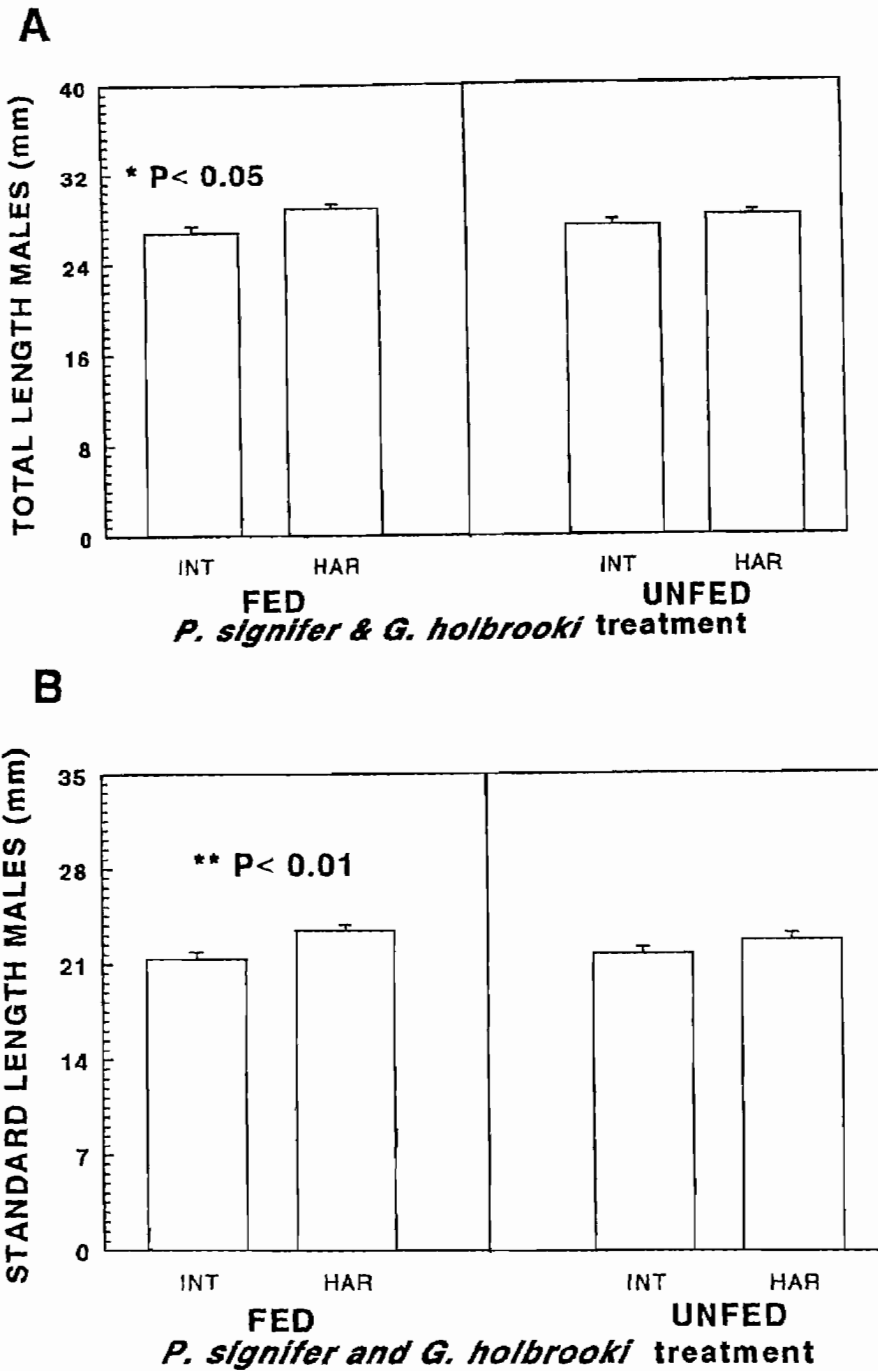 A
TOTAL LENGTH MALES (mm)
40
32
24
16
8
0
* P< 0.05
INT HAR INT HAR
FED UNFED
P. signifer & G. holbrooki treatment
B
STANDARD LENGTH MALES (mm)
35
28
21
14
7
0
** P< 0.01
INT HAR INT HAR
FED UNFED
P. signifer and G. holbrooki treatment